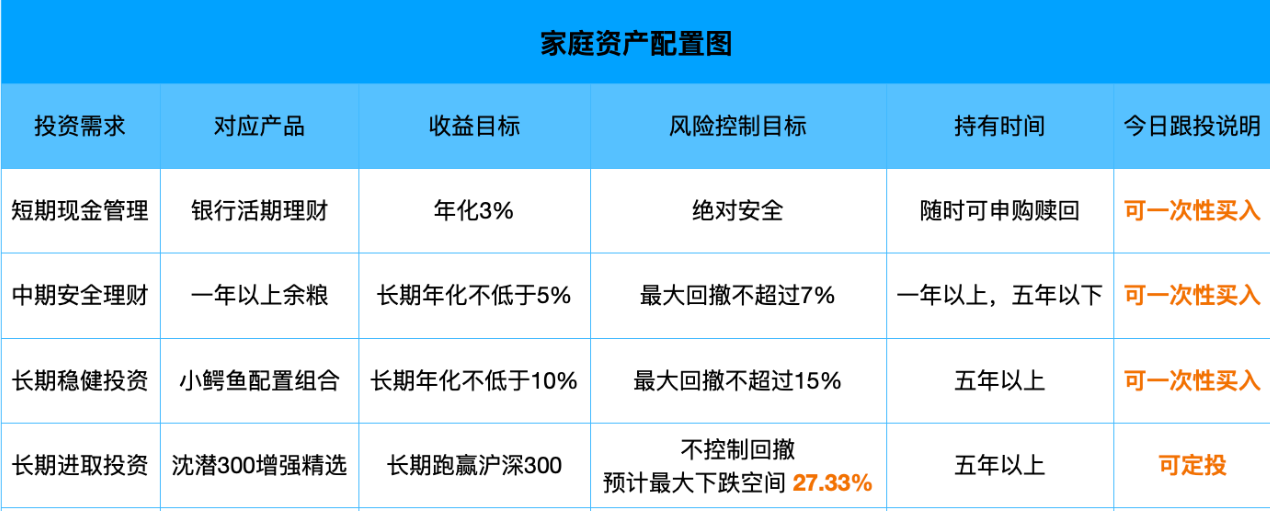 家庭资产配置图
投资需求 对应产品 收益目标 风险控制目标 持有时间 今日跟投说明
短期现金管理 银行活期理财 年化3% 绝对安全 随时可申购赎回 可一次性买入
中期安全理财 一年以上余粮 长期年化不低于5% 最大回撤不超过7% 一年以上，五年以下 可一次性买入
长期稳健投资 小鳄鱼配置组合 长期年化不低于10% 最大回撤不超过15% 五年以上 可一次性买入
长期进取投资 沈潜300增强精选 长期跑赢沪深300 不控制回撤 五年以上 可定投
预计最大下跌空间 27.33%